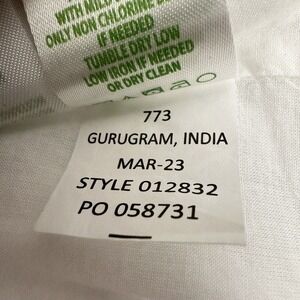 WITH MILD
ONLY NON CHLORINE
IF NEEDED
TUMBLE DRY LOW
LOW IRON IF NEEDED
OR DRY CLEAN
773
GURUGRAM, INDIA
MAR-23
STYLE 012832
PO 058731